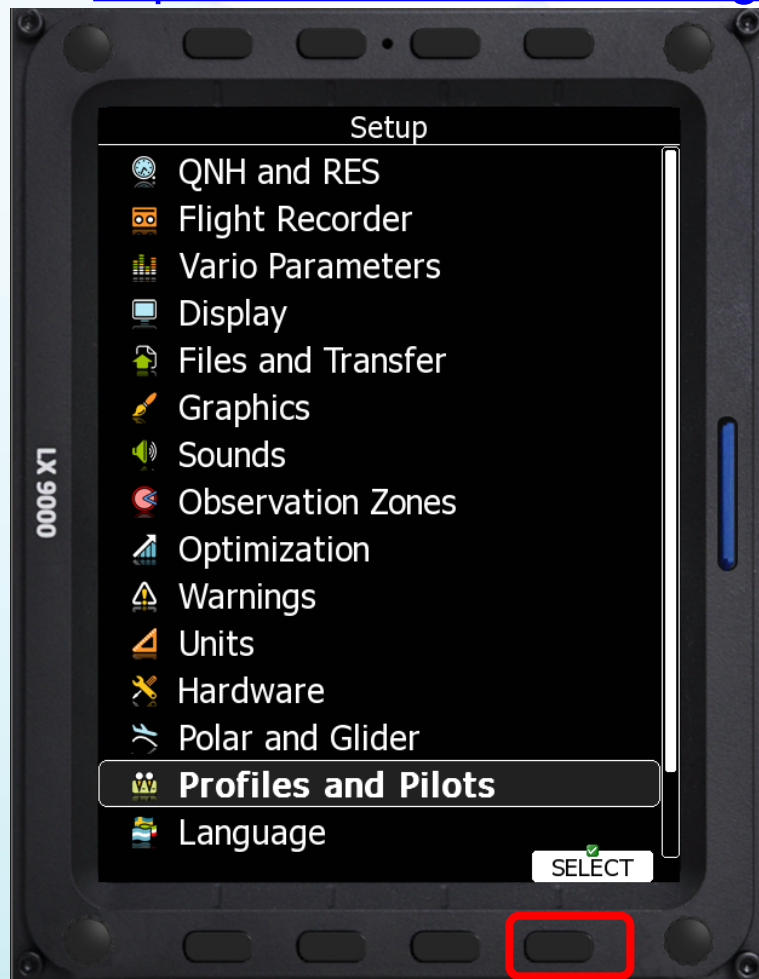 Setup
QNH and RES
Flight Recorder
Vario Parameters
Display
Files and Transfer
Graphics
Sounds
Observation Zones
Optimization
Warnings
Units
Hardware
Polar and Glider
Profiles and Pilots
Language
SELECT
LX 9000